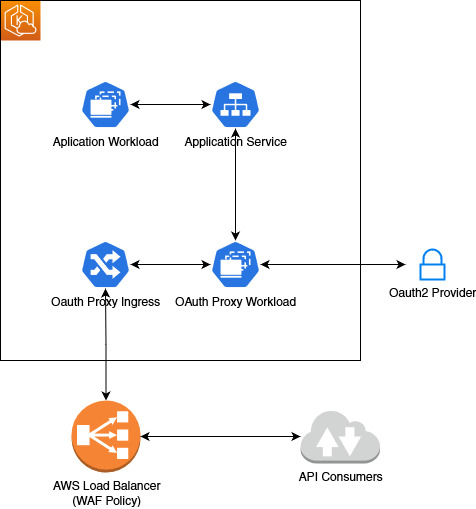 Aplication Workload
Application Service
Oauth Proxy Ingress
OAuth Proxy Workload
Oauth2 Provider
AWS Load Balancer
(WAF Policy)
API Consumers